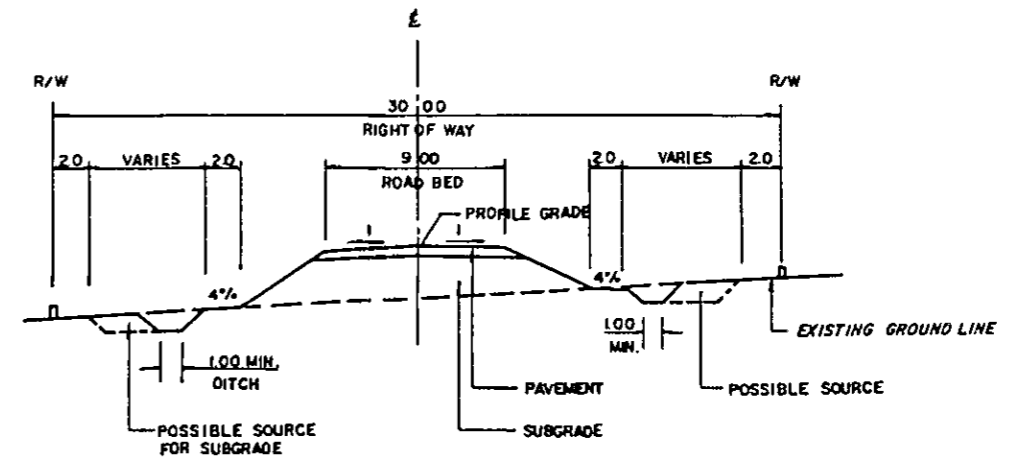 ℄
R/W
R/W
30 00
RIGHT OF WAY
2.0 VARIES 2.0
9.00
ROAD BED
2.0 VARIES 2.0
PROFILE GRADE
4%
4%
1.00 MIN.
DITCH
1.00
MIN.
EXISTING GROUND LINE
PAVEMENT
POSSIBLE SOURCE
POSSIBLE SOURCE
FOR SUBGRADE
SUBGRADE